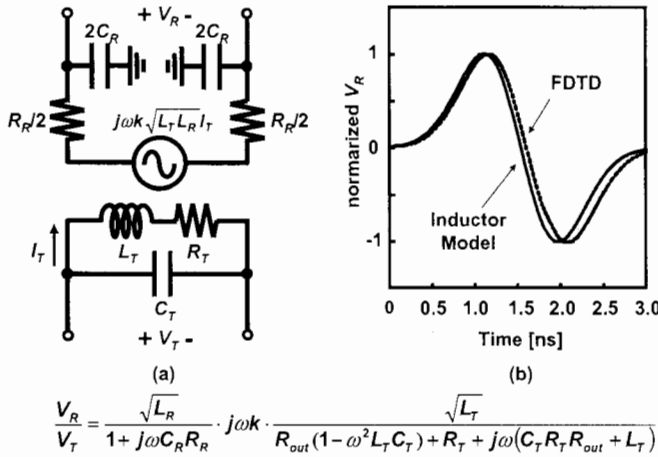 + V_R -
2C_R
2C_R
R_R/2
jωk√(L_T L_R) I_T
R_R/2
I_T
L_T
R_T
C_T
+ V_T -
(a)
normarized V_R
1
0
-1
FDTD
Inductor
Model
0 0.5 1.0 1.5 2.0 2.5 3.0
Time [ns]
(b)
V_R/V_T = √L_R/(1 + jωC_R R_R) · jωk · √L_T/(R_out(1-ω²L_T C_T) + R_T + jω(C_T R_T R_out + L_T))